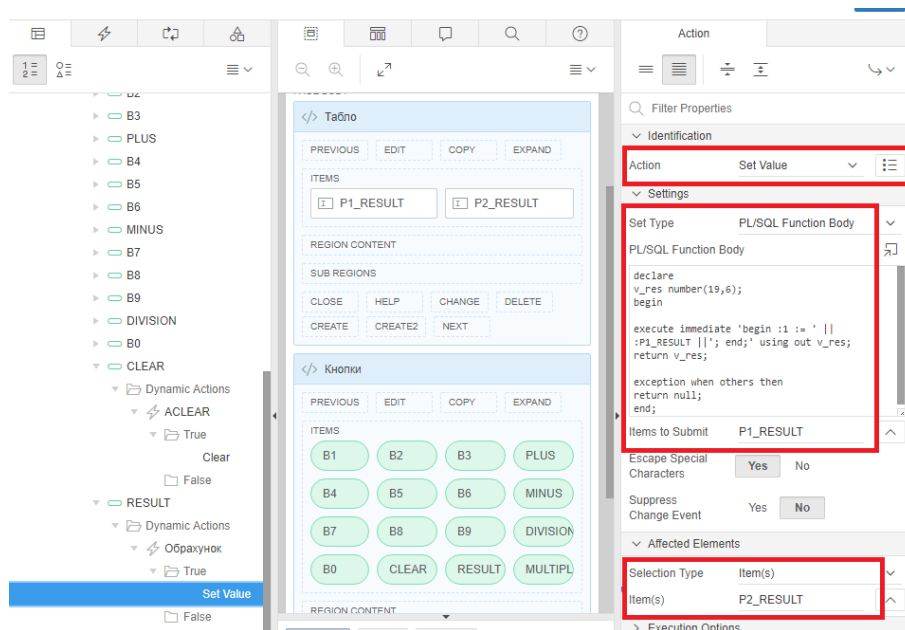 Action
1 =
2 =
Filter Properties
B2
B3
PLUS
B4
B5
B6
MINUS
B7
B8
B9
DIVISION
B0
CLEAR
Dynamic Actions
ACLEAR
True
Clear
False
RESULT
Dynamic Actions
Обрахунок
True
Set Value
False
Табло
PREVIOUS EDIT COPY EXPAND
ITEMS
P1_RESULT P2_RESULT
REGION CONTENT
SUB REGIONS
CLOSE HELP CHANGE DELETE
CREATE CREATE2 NEXT
Кнопки
PREVIOUS EDIT COPY EXPAND
ITEMS
B1 B2 B3 PLUS
B4 B5 B6 MINUS
B7 B8 B9 DIVISION
B0 CLEAR RESULT MULTIPL
REGION CONTENT
Identification
Action Set Value
Settings
Set Type PL/SQL Function Body
PL/SQL Function Body
declare
v_res number(19,6);
begin
execute immediate 'begin :1 := ' ||
:P1_RESULT ||'; end;' using out v_res;
return v_res;
exception when others then
return null;
end;
Items to Submit P1_RESULT
Escape Special
Characters
Yes No
Suppress
Change Event
Yes No
Affected Elements
Selection Type Item(s)
Item(s) P2_RESULT
Execution Options